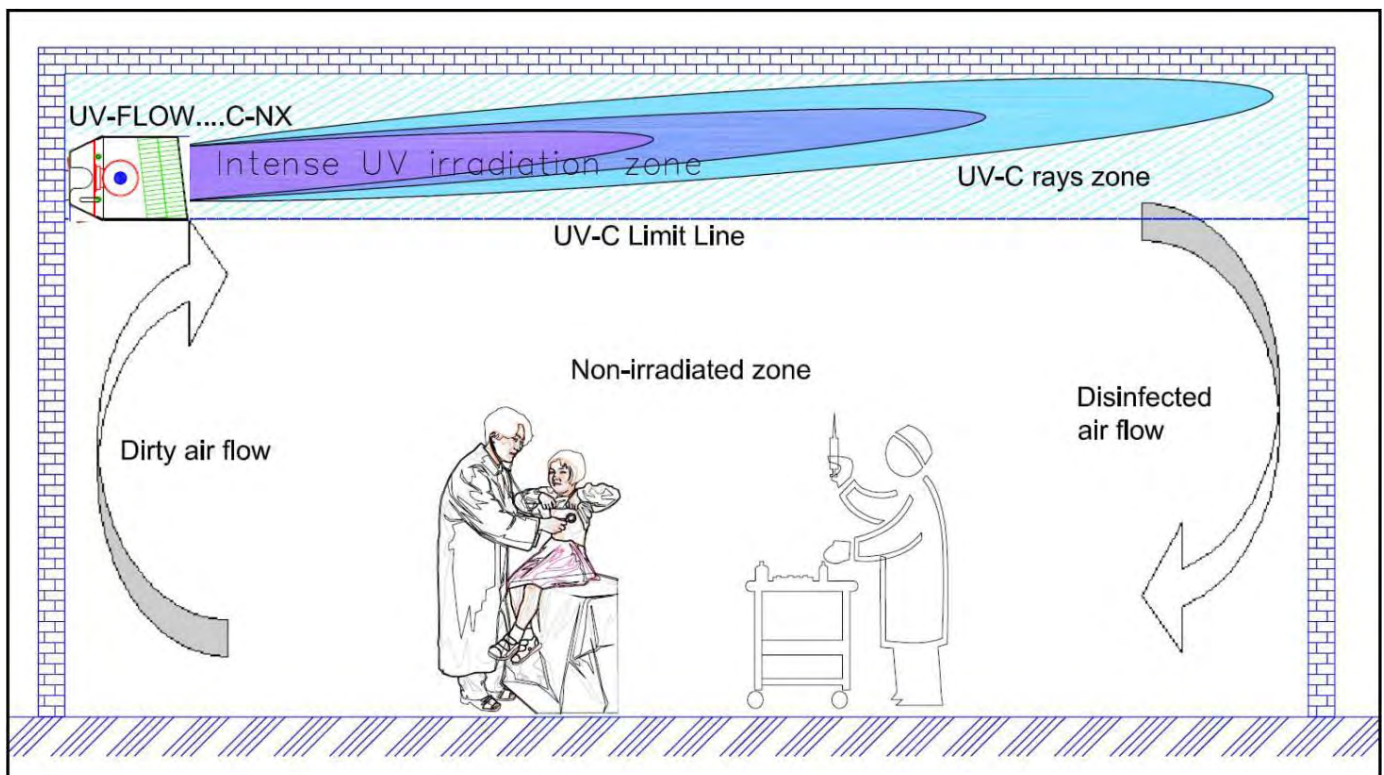 UV-FLOW....C-NX
Intense UV irradiation zone
UV-C rays zone
UV-C Limit Line
Non-irradiated zone
Disinfected
air flow
Dirty air flow